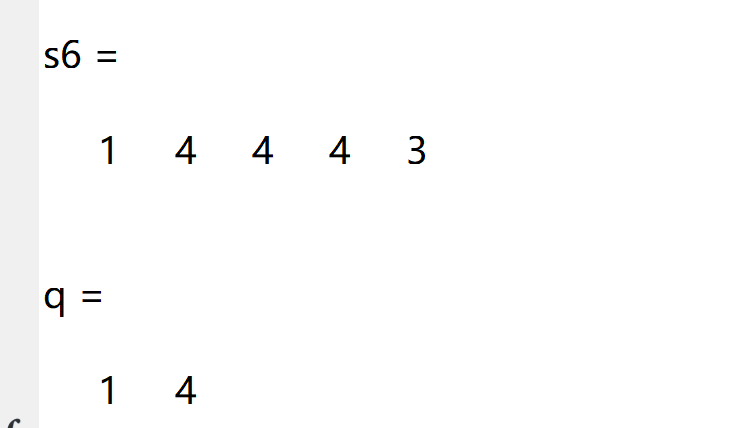 s6 =
1 4 4 4 3
q =
1 4